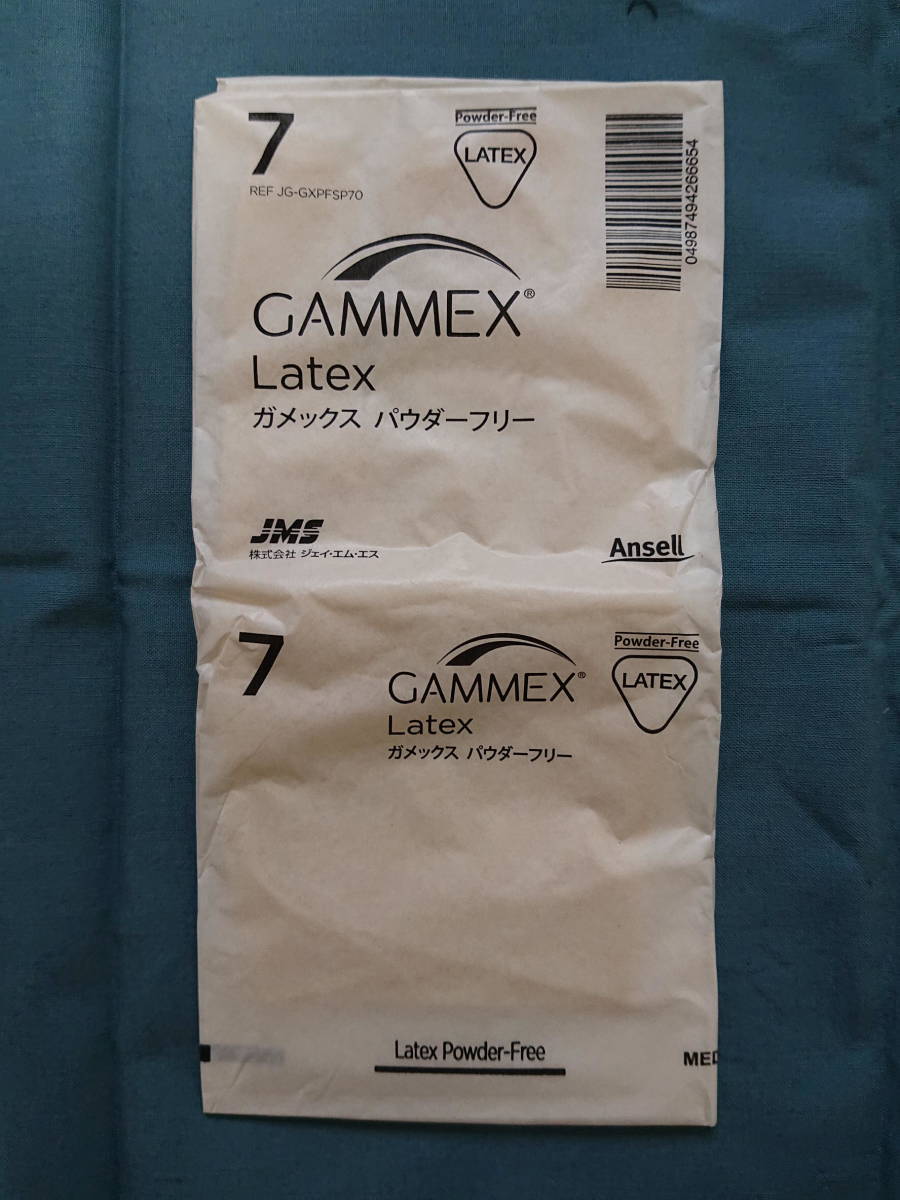 7
REF JG-GXPFSP70
Powder-Free
LATEX
04987494266654
GAMMEX®
Latex
ガメックス パウダーフリー
JMS
株式会社 ジェイ・エム・エス
Ansell
7
GAMMEX®
Latex
ガメックス パウダーフリー
Powder-Free
LATEX
Latex Powder-Free